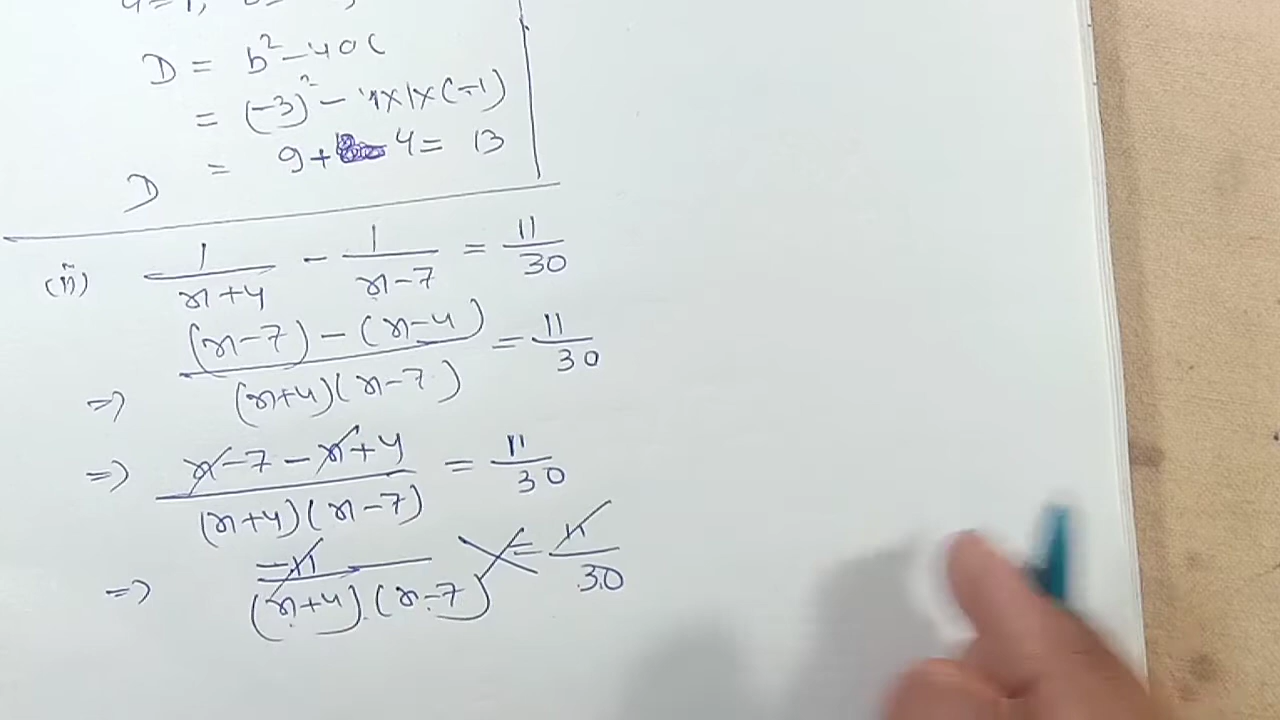 D = b² - 4ac
= (-3)² - 4×1×(-1)
D = 9+ 4 = 13
(ii) 1/(x+4) - 1/(x-7) = 11/30
=> ((x-7) - (x-4))/((x+4)(x-7)) = 11/30
=> (x-7-x+4)/((x+4)(x-7)) = 11/30
=> -11/((x+4)(x-7)) = 11/30